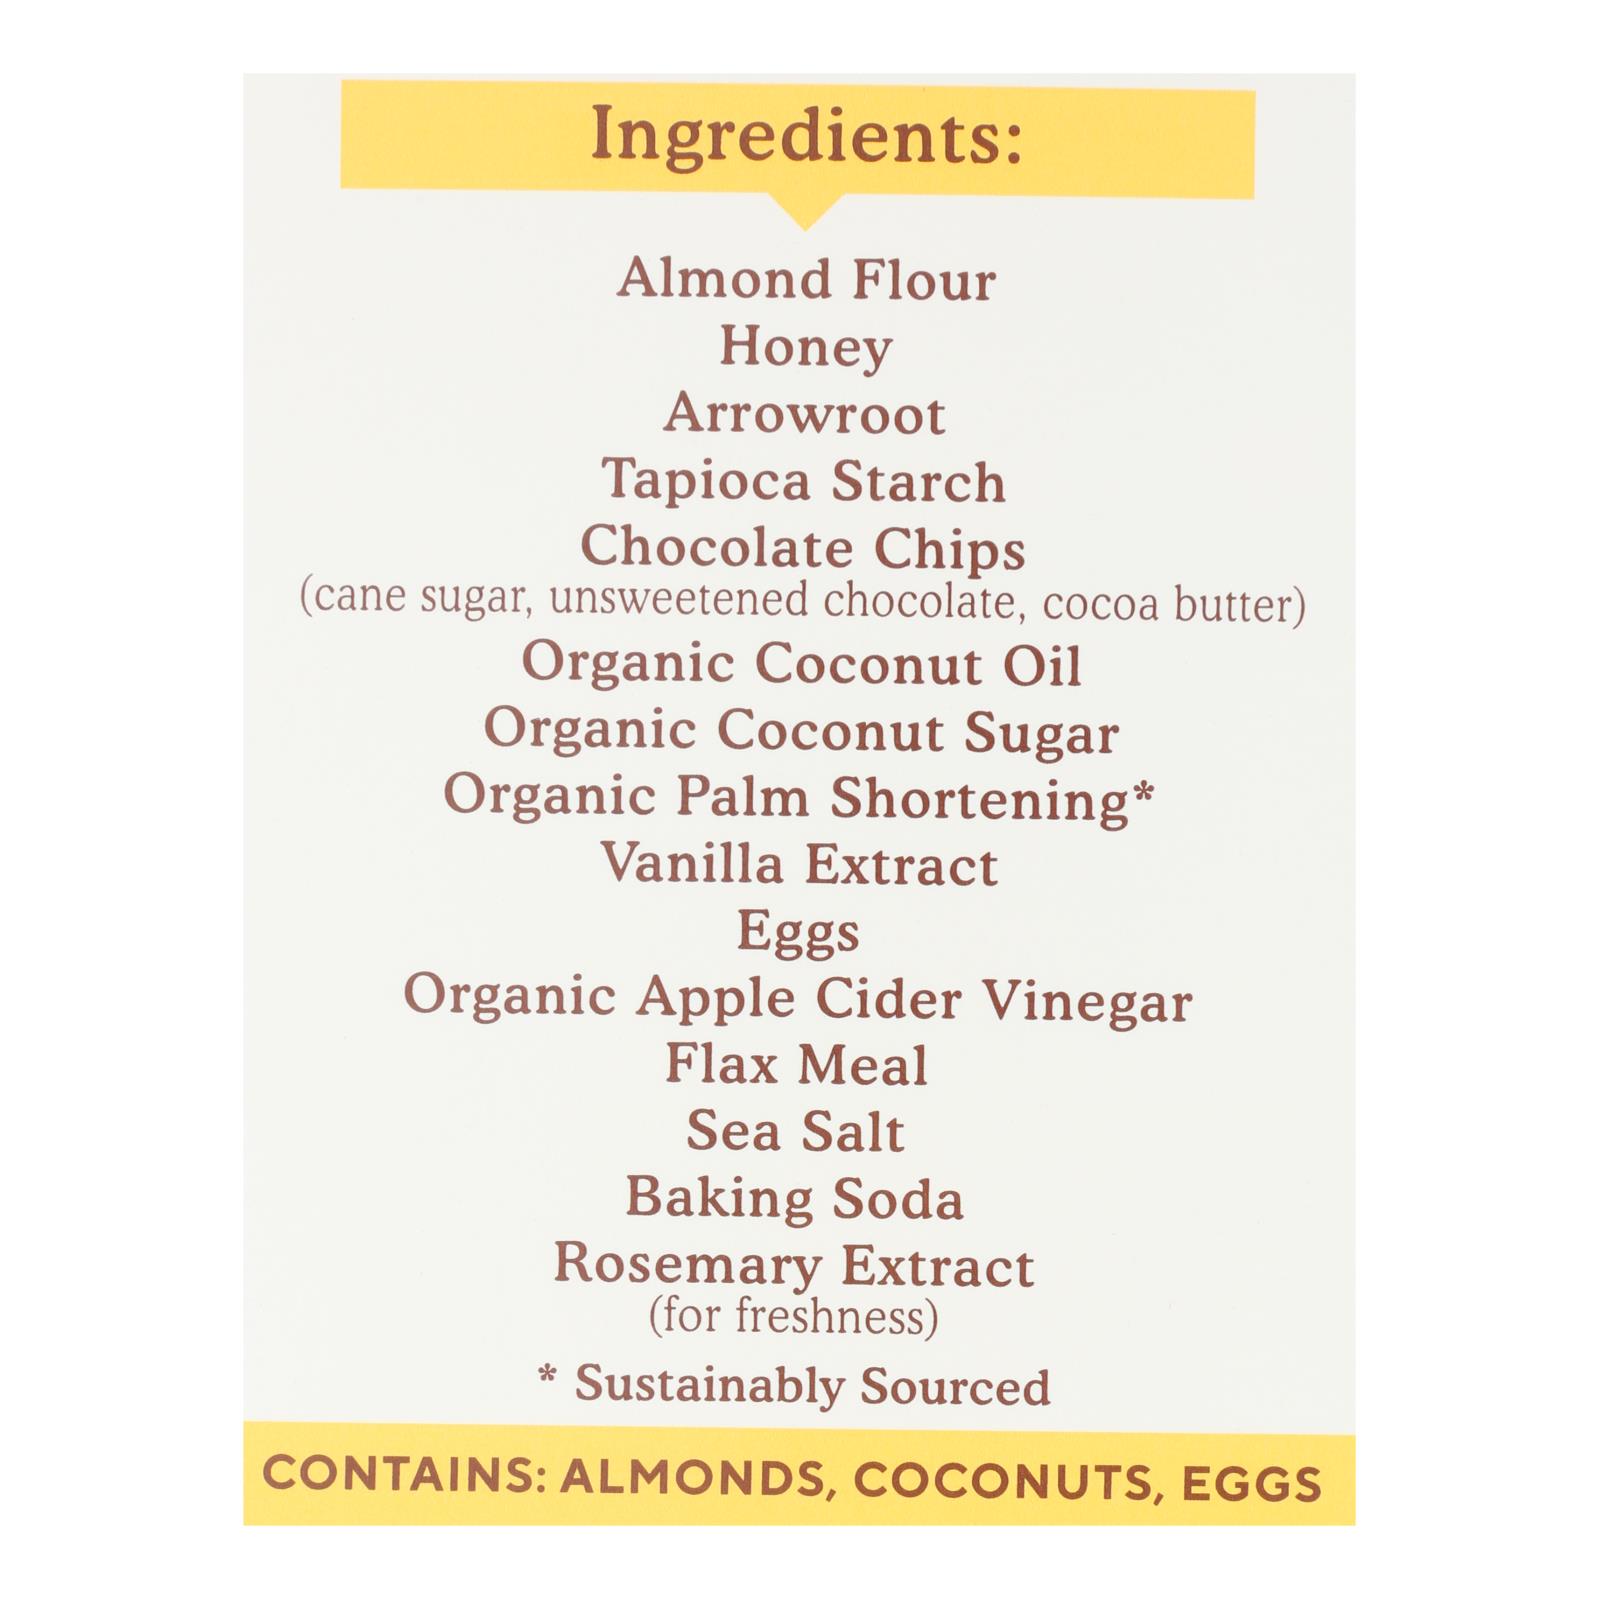 Ingredients:
Almond Flour
Honey
Arrowroot
Tapioca Starch
Chocolate Chips
(cane sugar, unsweetened chocolate, cocoa butter)
Organic Coconut Oil
Organic Coconut Sugar
Organic Palm Shortening*
Vanilla Extract
Eggs
Organic Apple Cider Vinegar
Flax Meal
Sea Salt
Baking Soda
Rosemary Extract
(for freshness)
* Sustainably Sourced
CONTAINS: ALMONDS, COCONUTS, EGGS